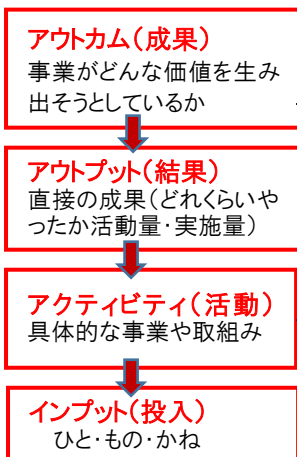 アウトカム(成果)
事業がどんな価値を生み
出そうとしているか
アウトプット(結果)
直接の成果(どれくらいや
ったか活動量・実施量)
アクティビティ(活動)
具体的な事業や取組み
インプット(投入)
ひと・もの・かね